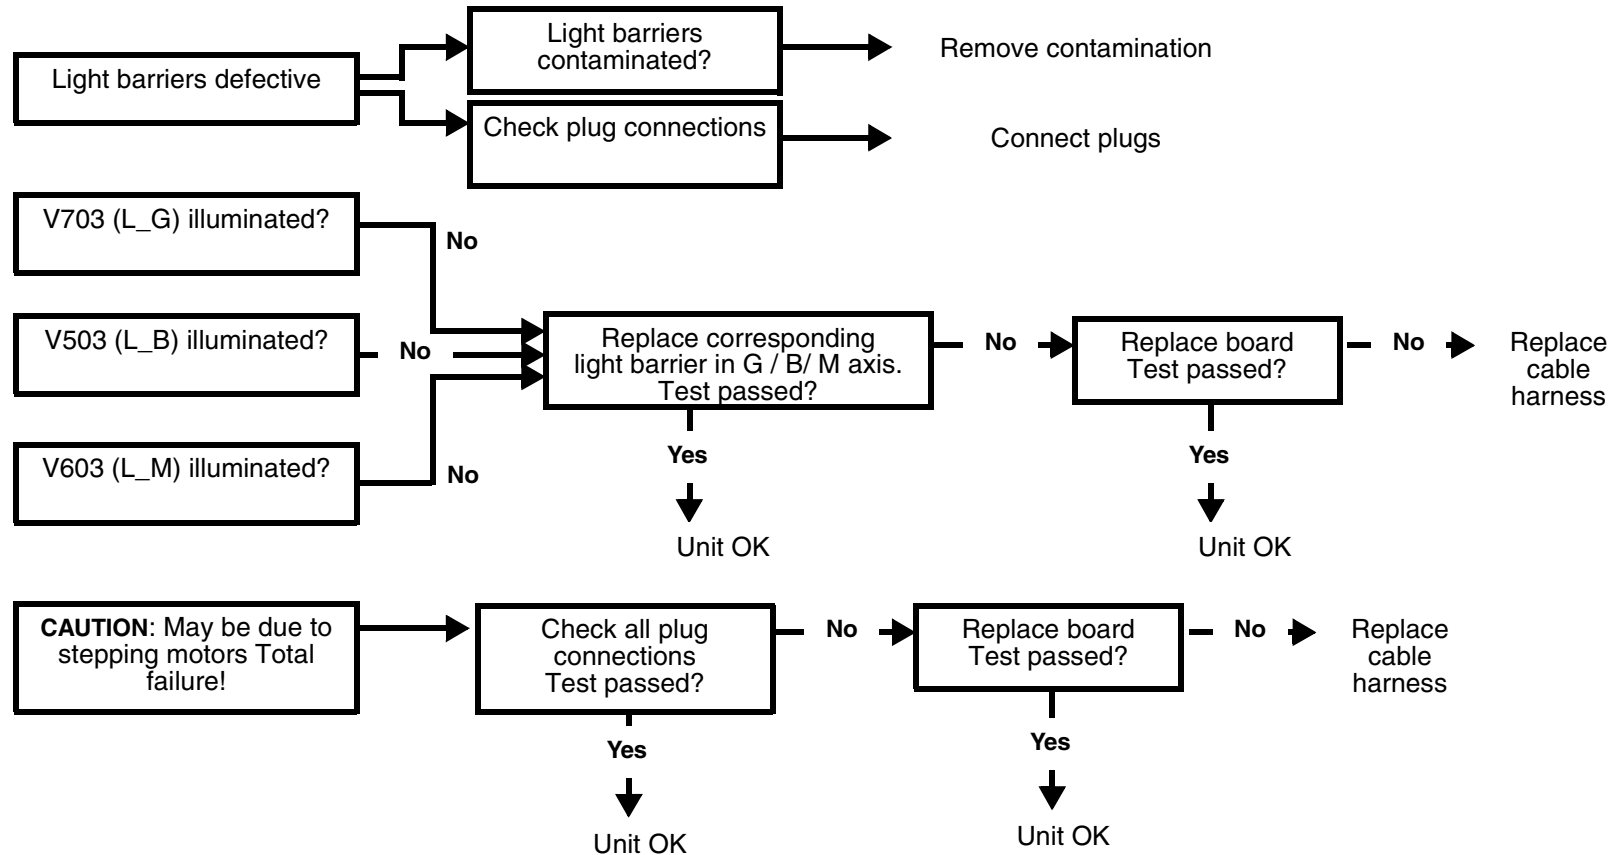 Light barriers defective
Light barriers
contaminated?
Remove contamination
Check plug connections
Connect plugs
V703 (L_G) illuminated?
No
V503 (L_B) illuminated?
No
V603 (L_M) illuminated?
No
Replace corresponding
light barrier in G / B/ M axis.
Test passed?
No
Replace board
Test passed?
No
Replace
cable
harness
Yes
Unit OK
Yes
Unit OK
CAUTION: May be due to
stepping motors Total
failure!
Check all plug
connections
Test passed?
No
Replace board
Test passed?
No
Replace
cable
harness
Yes
Unit OK
Yes
Unit OK